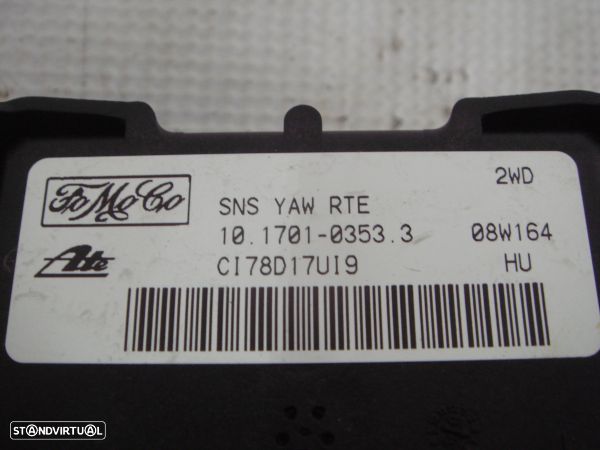 FoMoCo
2WD
SNS YAW RTE
10.1701-0353.3 08W164
Ate
CI78D17UI9 HU
STANDVIRTUAL